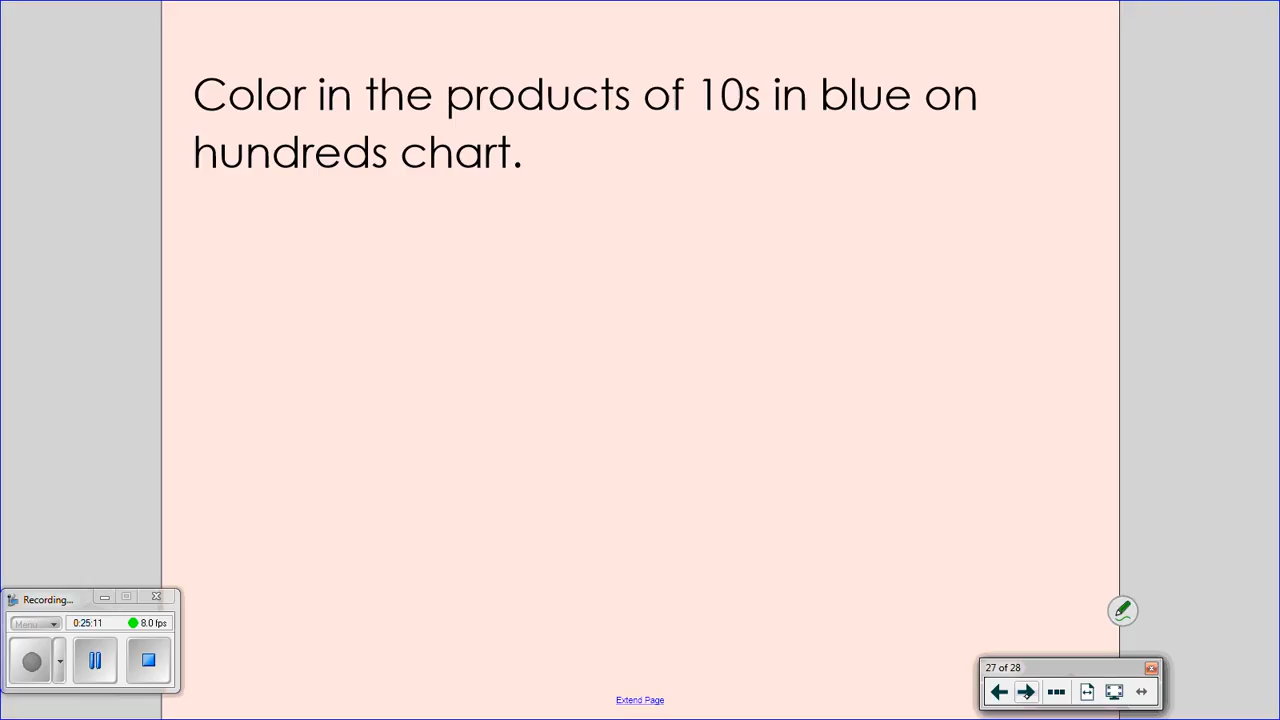 Color in the products of 10s in blue on
hundreds chart.
Recording...
Menu
0:25:11
8.0 fps
27 of 28
Extend Page